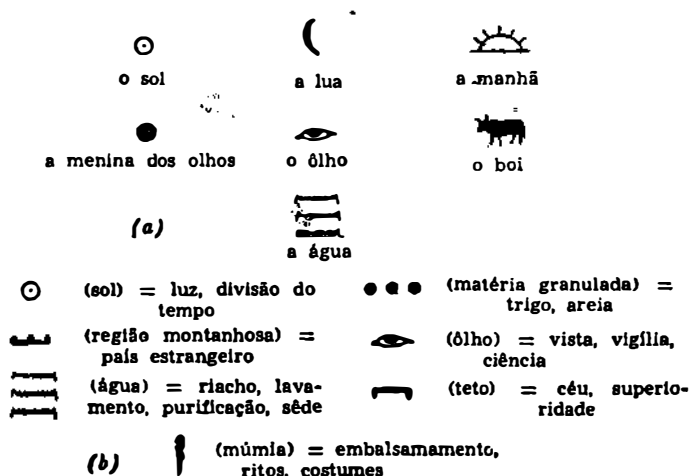 o sol
a lua
a manhã
a menina dos olhos
o ôlho
o boi
(a)
a água
(sol) = luz, divisão do
tempo
(matéria granulada) =
trigo, areia
(região montanhosa) =
país estrangeiro
(ôlho) = vista, vigília,
ciência
(água) = riacho, lava-
mento, purificação, sêde
(teto) = céu, superio-
ridade
(b)
(múmia) = embalsamamento,
ritos, costumes